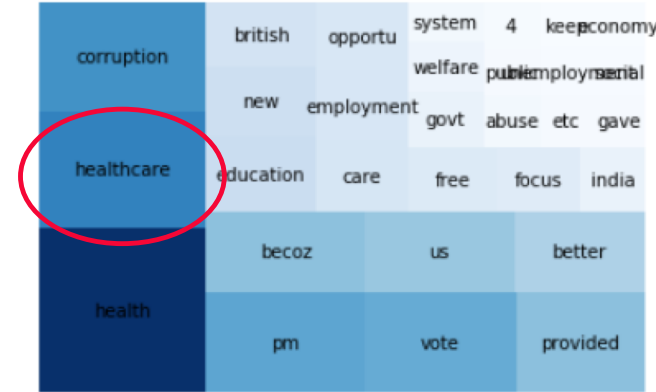 corruption
healthcare
health
british
opportu
new
employment
education
care
system
4
keep
economy
welfare
public
unemployment
social
govt
abuse
etc
gave
free
focus
india
becoz
us
better
pm
vote
provided